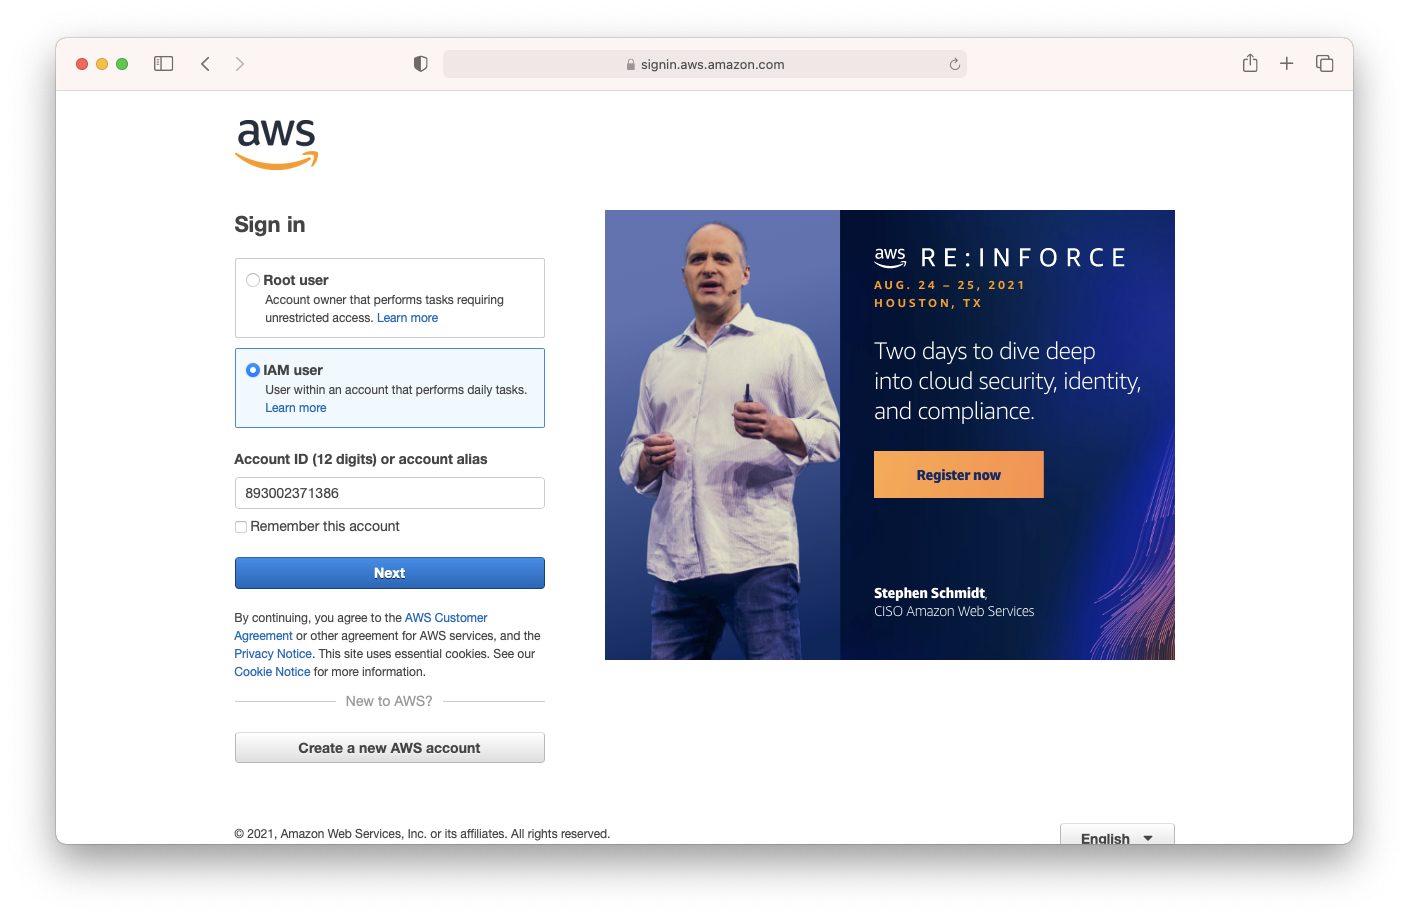 signin.aws.amazon.com
aws
Sign in
Root user
Account owner that performs tasks requiring
unrestricted access. Learn more
IAM user
User within an account that performs daily tasks.
Learn more
Account ID (12 digits) or account alias
893002371386
Remember this account
Next
By continuing, you agree to the AWS Customer
Agreement or other agreement for AWS services, and the
Privacy Notice. This site uses essential cookies. See our
Cookie Notice for more information.
New to AWS?
Create a new AWS account
aws RE:INFORCE
AUG. 24 – 25, 2021
HOUSTON, TX
Two days to dive deep
into cloud security, identity,
and compliance.
Register now
Stephen Schmidt,
CISO Amazon Web Services
© 2021, Amazon Web Services, Inc. or its affiliates. All rights reserved.
English